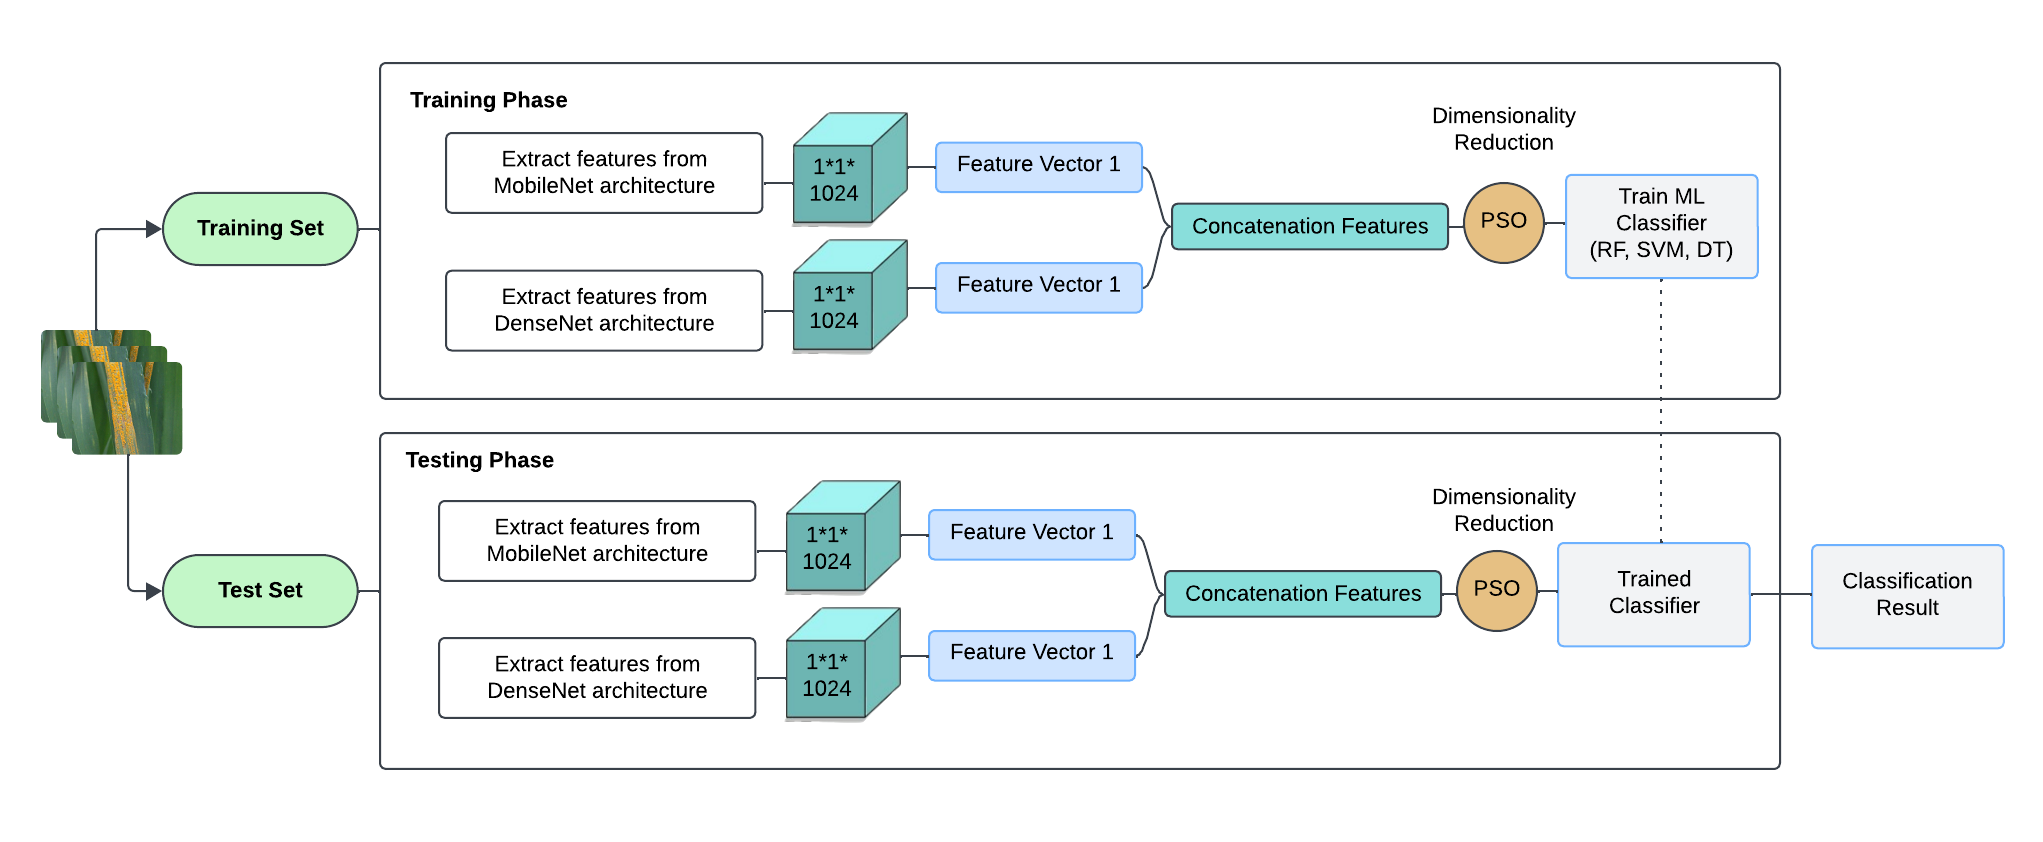 Training Phase
Dimensionality
Reduction
Extract features from
MobileNet architecture
1*1*
1024
Feature Vector 1
Extract features from
DenseNet architecture
1*1*
1024
Feature Vector 1
Concatenation Features
PSO
Train ML
Classifier
(RF, SVM, DT)
Training Set
Test Set
Testing Phase
Dimensionality
Reduction
Extract features from
MobileNet architecture
1*1*
1024
Feature Vector 1
Extract features from
DenseNet architecture
1*1*
1024
Feature Vector 1
Concatenation Features
PSO
Trained
Classifier
Classification
Result